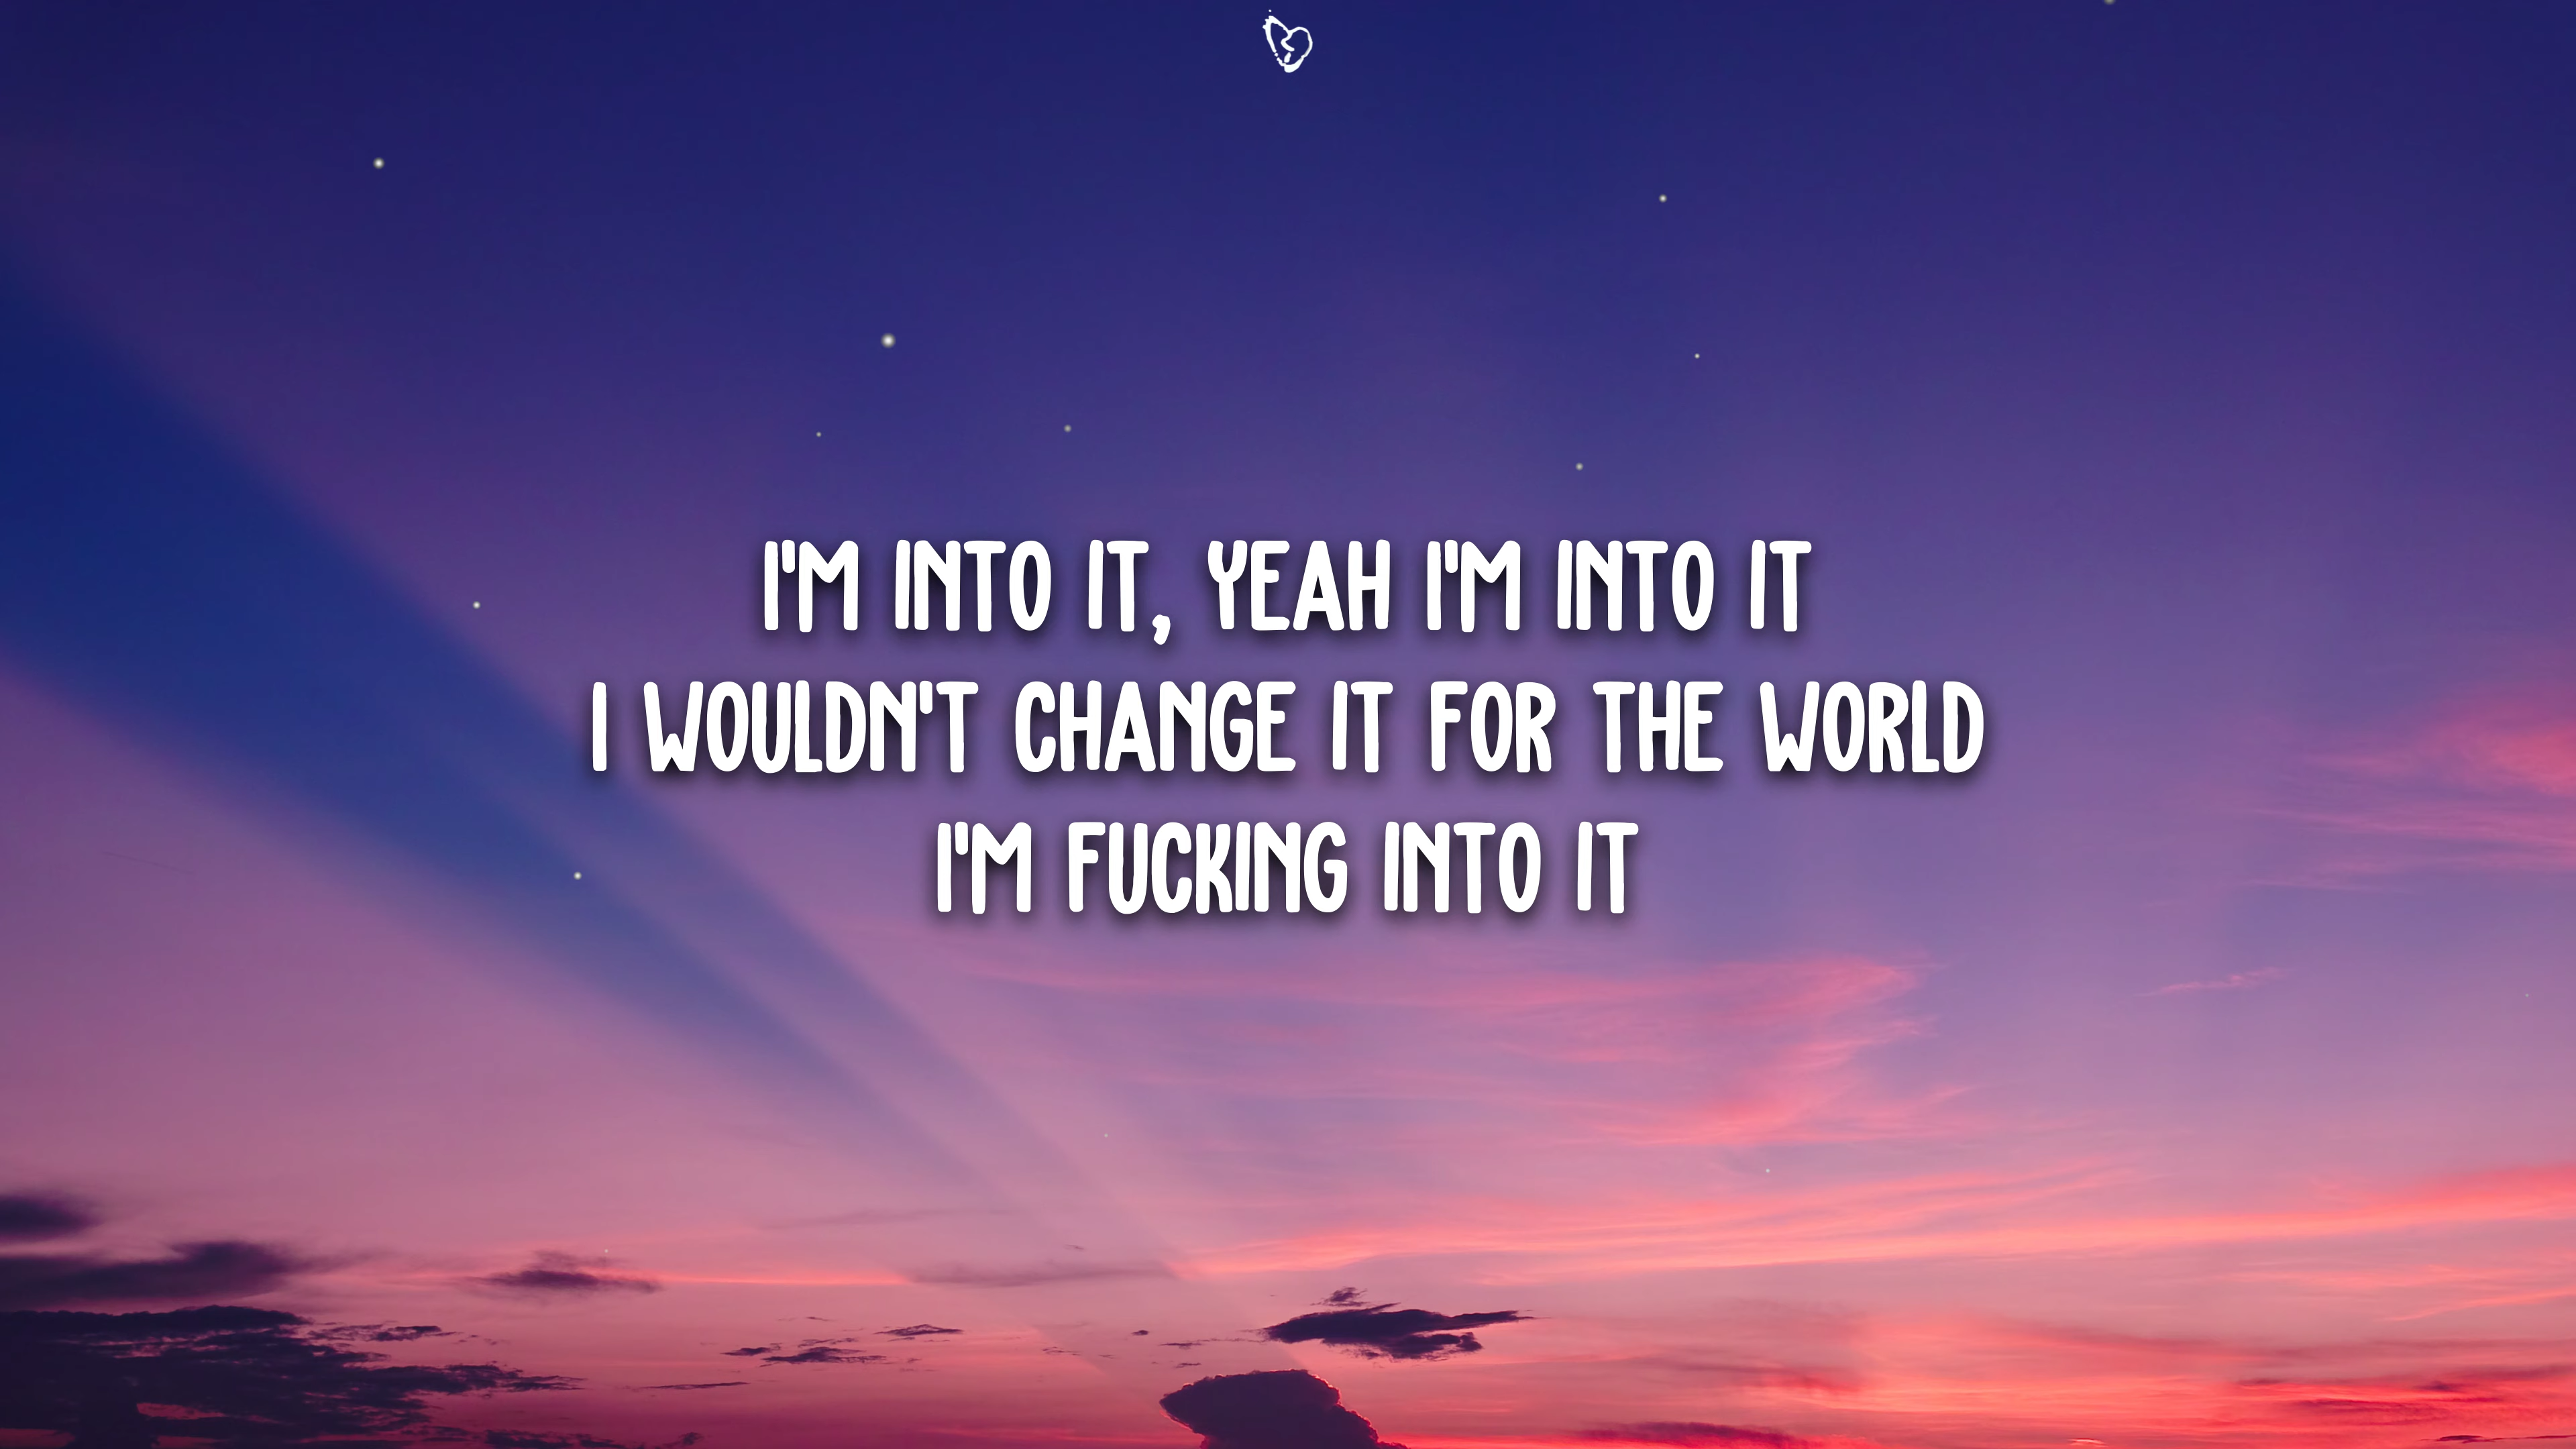 I'M INTO IT, YEAH I'M INTO IT
I WOULDN'T CHANGE IT FOR THE WORLD
I'M FUCKING INTO IT